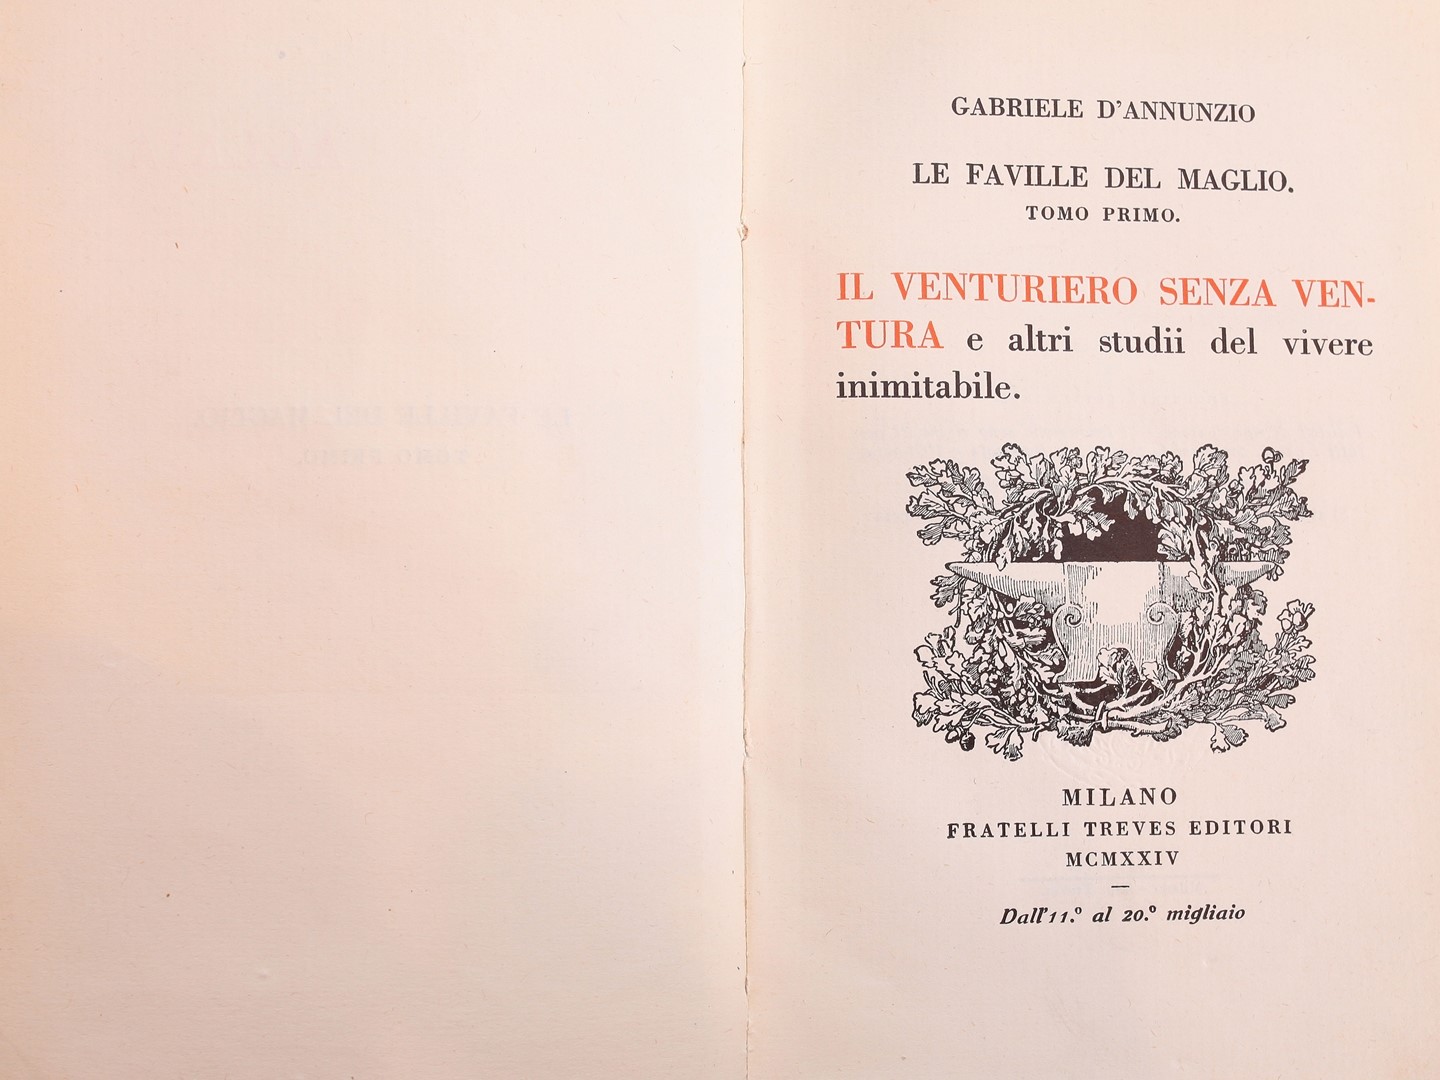 GABRIELE D'ANNUNZIO
LE FAVILLE DEL MAGLIO.
TOMO PRIMO.
IL VENTURIERO SENZA VEN-
TURA e altri studii del vivere
inimitabile.
MILANO
FRATELLI TREVES EDITORI
MCMXXIV
Dall'11.º al 20.º migliaio